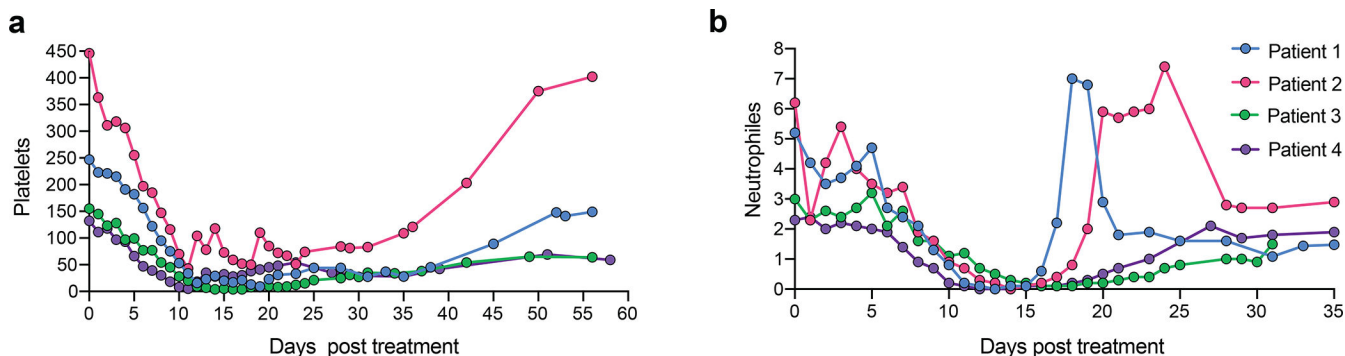 a
Platelets
450
400
350
300
250
200
150
100
50
0
0 5 10 15 20 25 30 35 40 45 50 55 60
Days post treatment
b
Neutrophiles
8
7
6
5
4
3
2
1
0
0 5 10 15 20 25 30 35
Days post treatment
Patient 1
Patient 2
Patient 3
Patient 4